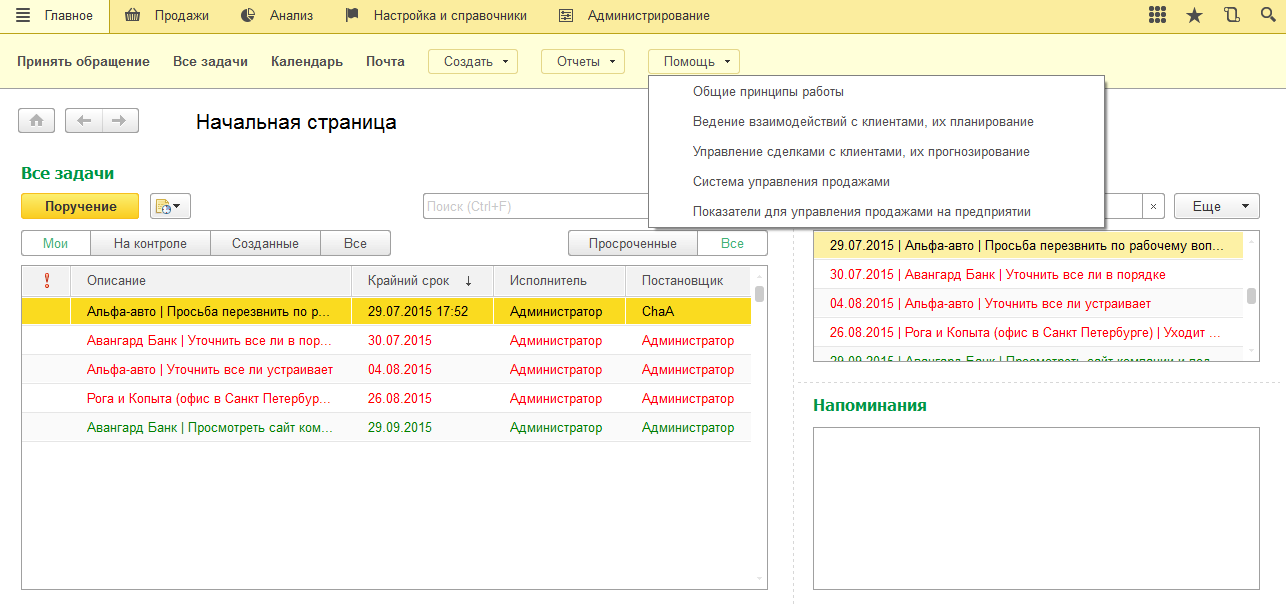 Главное Продажи Анализ Настройка и справочники Администрирование
Принять обращение Все задачи Календарь Почта Создать Отчеты Помощь
Общие принципы работы
Ведение взаимодействий с клиентами, их планирование
Управление сделками с клиентами, их прогнозирование
Система управления продажами
Показатели для управления продажами на предприятии
Начальная страница
Все задачи
Поручение Поиск (Ctrl+F) × Еще
Мои На контроле Созданные Все Просроченные Все
Описание Крайний срок ↓ Исполнитель Постановщик
Альфа-авто | Просьба перезвнить по р... 29.07.2015 17:52 Администратор ChaA
Авангард Банк | Уточнить все ли в пор... 30.07.2015 Администратор Администратор
Альфа-авто | Уточнить все ли устраивает 04.08.2015 Администратор Администратор
Рога и Копыта (офис в Санкт Петербур... 26.08.2015 Администратор Администратор
Авангард Банк | Просмотреть сайт ком... 29.09.2015 Администратор Администратор
29.07.2015 | Альфа-авто | Просьба перезвнить по рабочему воп...
30.07.2015 | Авангард Банк | Уточнить все ли в порядке
04.08.2015 | Альфа-авто | Уточнить все ли устраивает
26.08.2015 | Рога и Копыта (офис в Санкт Петербурге) | Уходит ...
29.09.2015 | Авангард Банк | Просмотреть сайт компании и под...
Напоминания